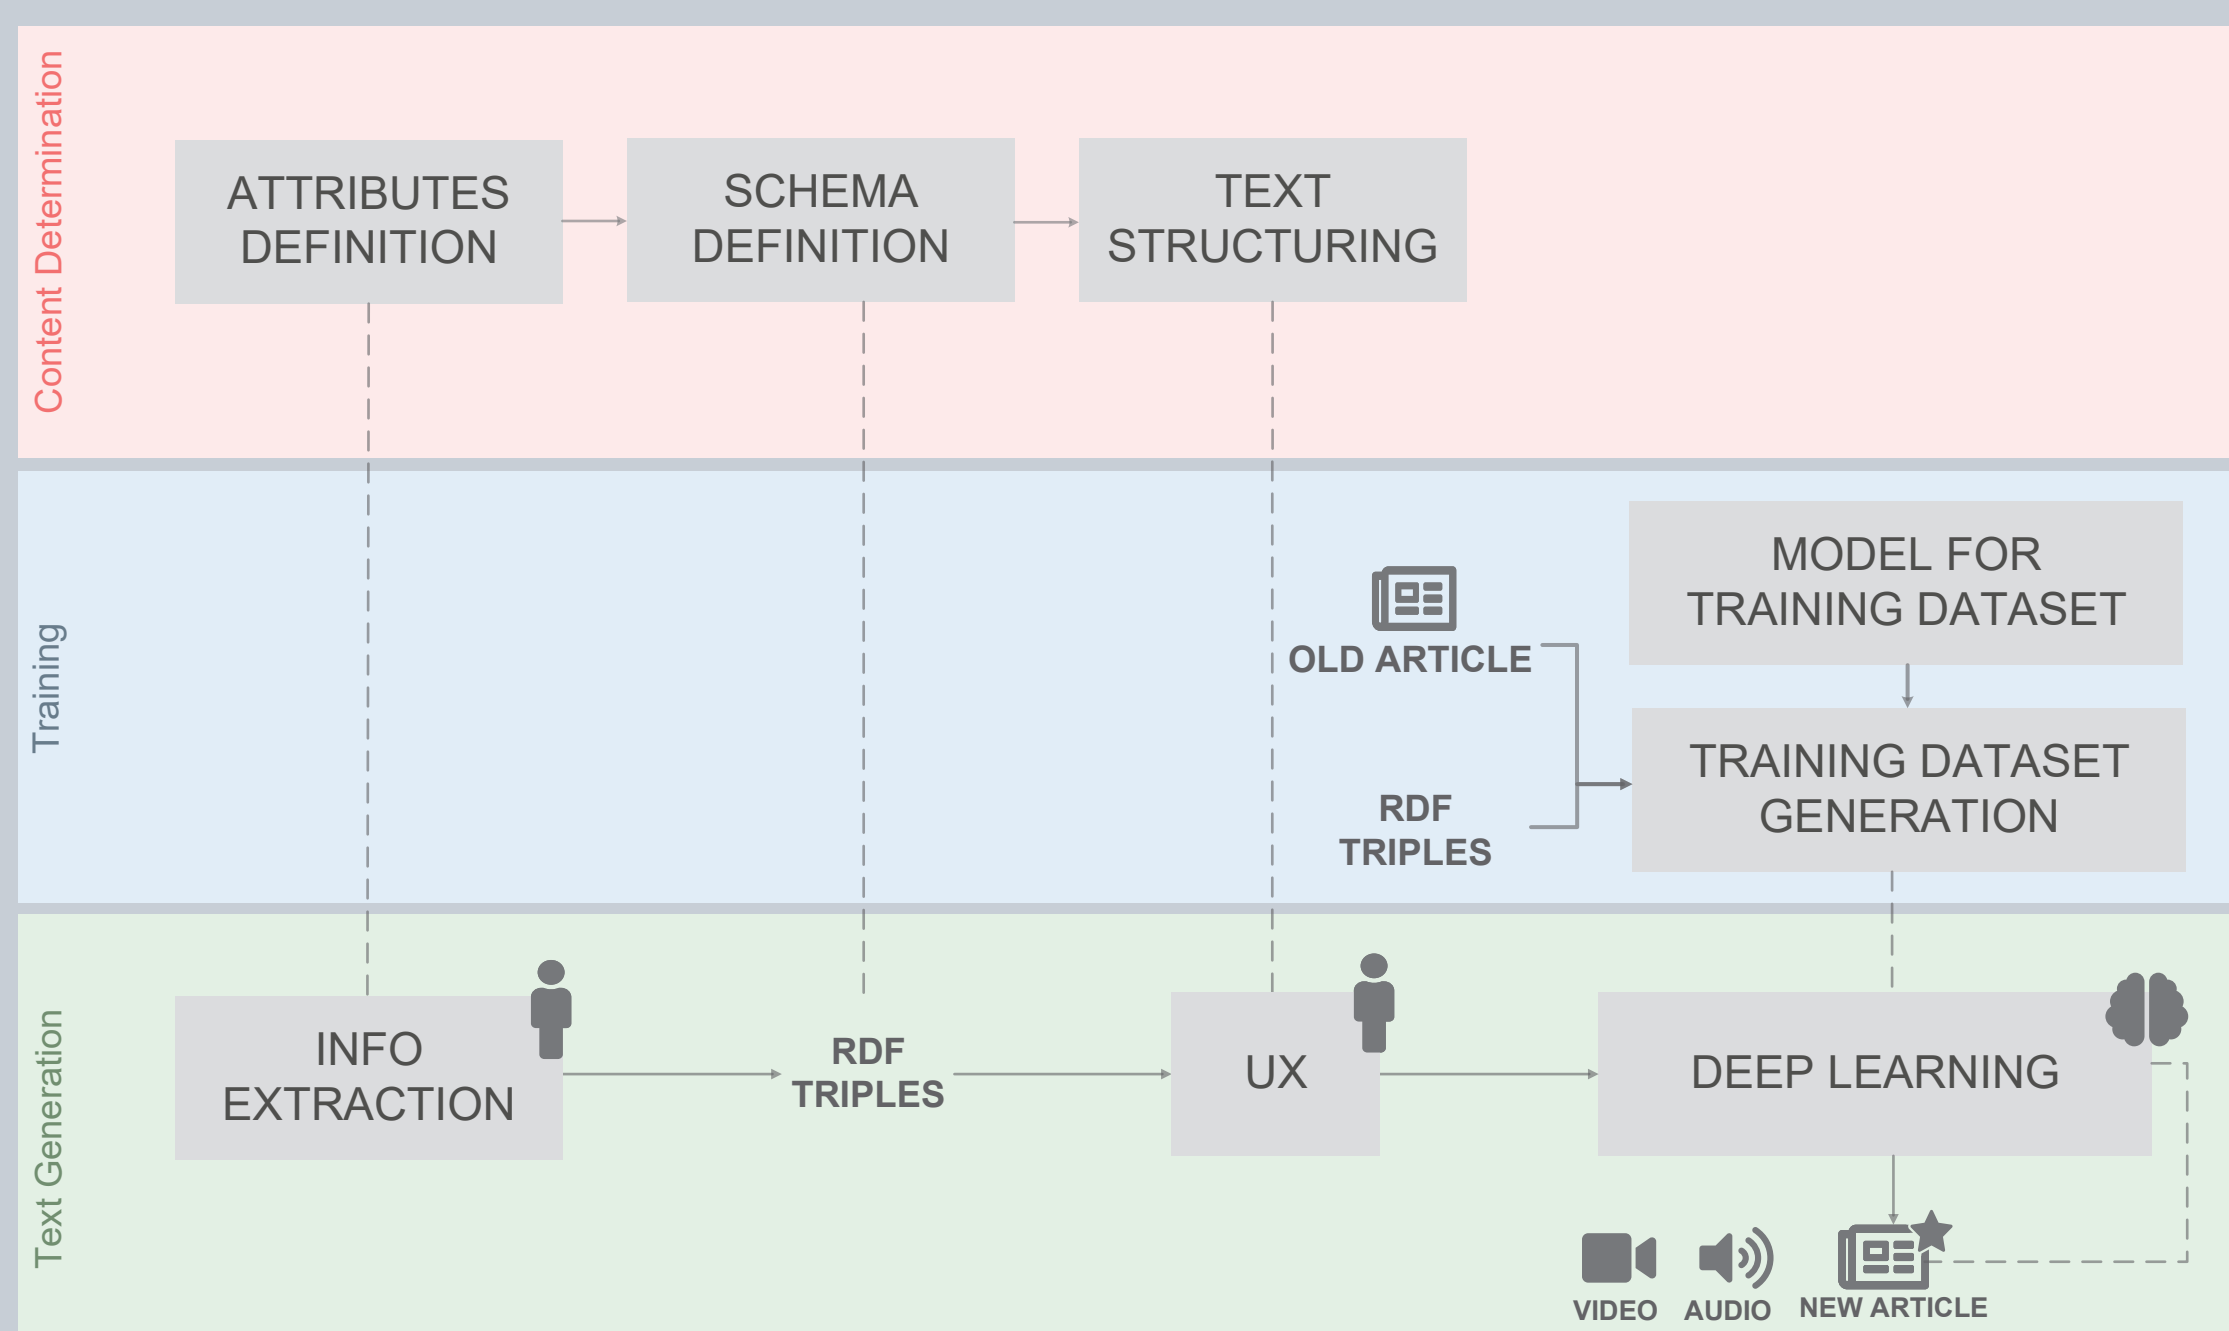 Content Determination
ATTRIBUTES
DEFINITION
SCHEMA
DEFINITION
TEXT
STRUCTURING
Training
MODEL FOR
TRAINING DATASET
OLD ARTICLE
TRAINING DATASET
GENERATION
RDF
TRIPLES
Text Generation
INFO
EXTRACTION
RDF
TRIPLES
UX
DEEP LEARNING
VIDEO
AUDIO
NEW ARTICLE